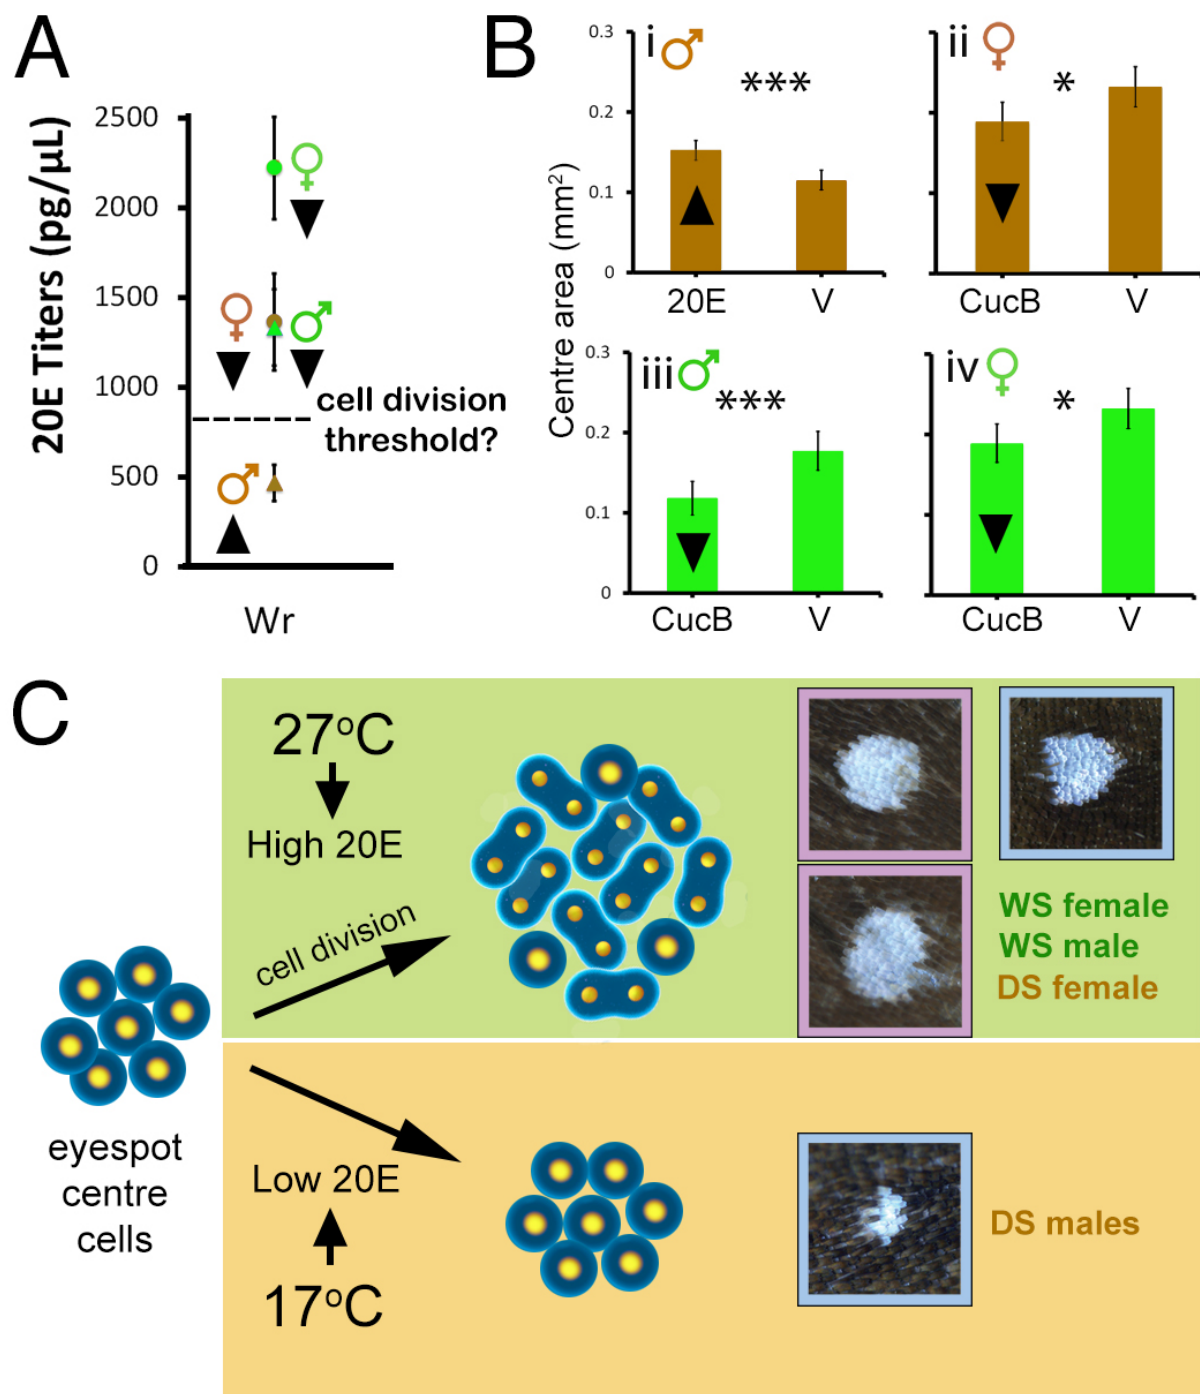 A
20E Titers (pg/µL)
2500
2000
1500
1000
500
0
cell division
threshold?
Wr
B
Centre area (mm²)
i
***
0.3
0.2
0.1
0
20E
V
ii
*
CucB
V
iii
***
0.3
0.2
0.1
0
CucB
V
iv
*
CucB
V
C
27°C
High 20E
cell division
WS female
WS male
DS female
eyespot
centre
cells
Low 20E
17°C
DS males